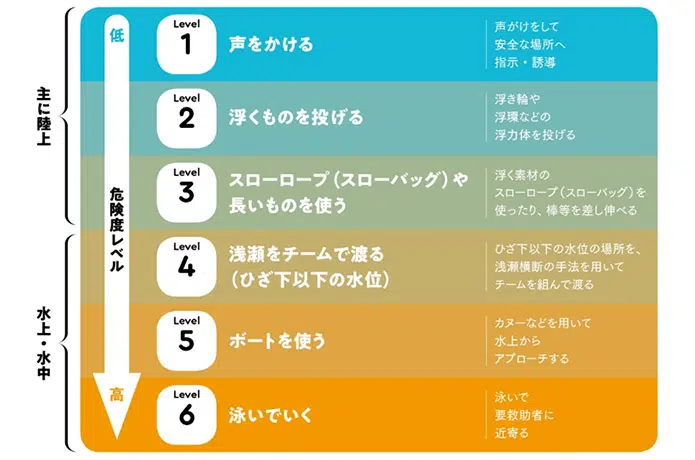 主に陸上
水上・水中
低
危険度レベル
高
Level
1
声をかける
声がけをして
安全な場所へ
指示・誘導
Level
2
浮くものを投げる
浮き輪や
浮環などの
浮力体を投げる
Level
3
スローロープ（スローバッグ）や
長いものを使う
浮く素材の
スローロープ（スローバッグ）を
使ったり、棒等を差し伸べる
Level
4
浅瀬をチームで渡る
（ひざ下以下の水位）
ひざ下以下の水位の場所を、
浅瀬横断の手法を用いて
チームを組んで渡る
Level
5
ボートを使う
カヌーなどを用いて
水上から
アプローチする
Level
6
泳いでいく
泳いで
要救助者に
近寄る